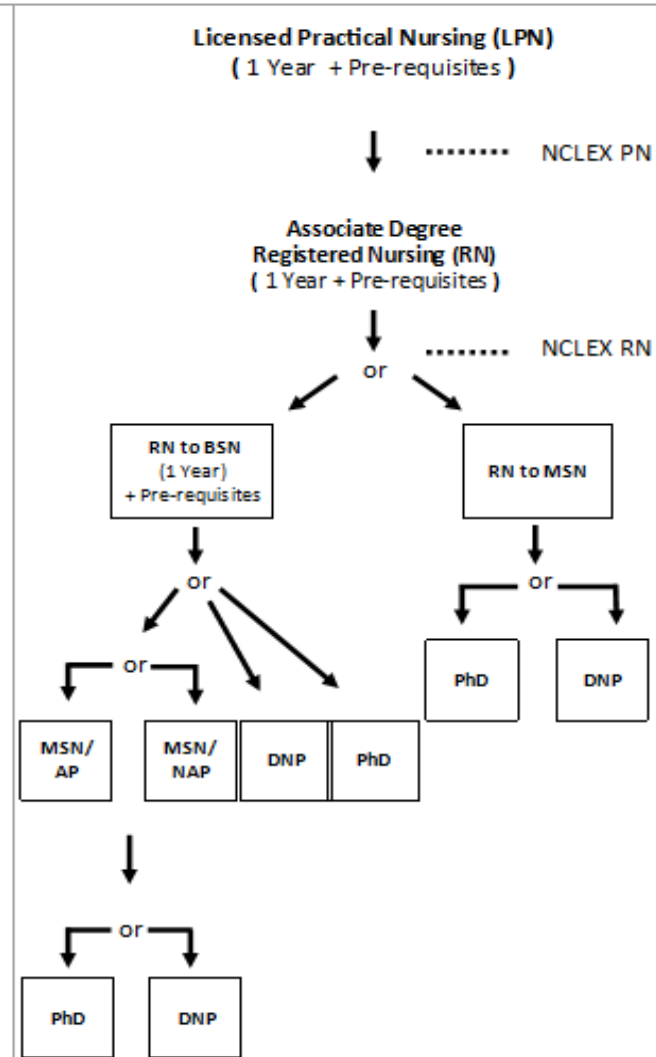 Licensed Practical Nursing (LPN)
( 1 Year + Pre-requisites )
NCLEX PN
Associate Degree
Registered Nursing (RN)
( 1 Year + Pre-requisites )
NCLEX RN
or
RN to BSN
(1 Year)
+ Pre-requisites
RN to MSN
or
or
or
PhD
DNP
MSN/
AP
MSN/
NAP
DNP
PhD
or
PhD
DNP